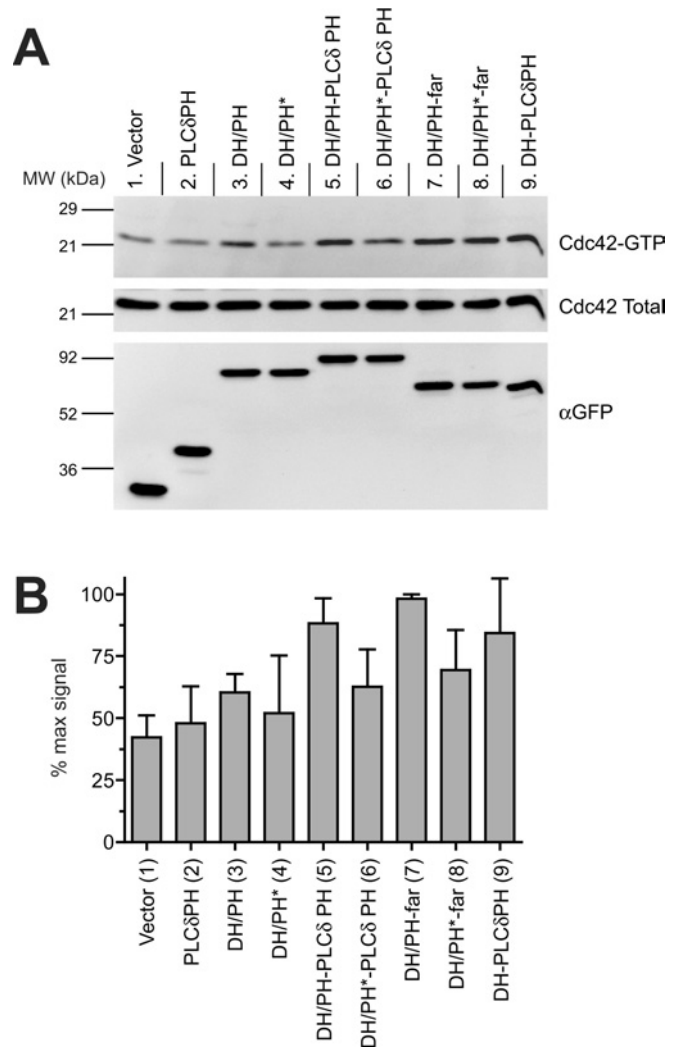 A
MW (kDa)
1. Vector
2. PLCδPH
3. DH/PH
4. DH/PH*
5. DH/PH-PLCδ PH
6. DH/PH*-PLCδ PH
7. DH/PH-far
8. DH/PH*-far
9. DH-PLCδPH
29
21
Cdc42-GTP
21
Cdc42 Total
92
52
36
αGFP
B
% max signal
100
75
50
25
0
Vector (1)
PLCδPH (2)
DH/PH (3)
DH/PH* (4)
DH/PH-PLCδ PH (5)
DH/PH*-PLCδ PH (6)
DH/PH-far (7)
DH/PH*-far (8)
DH-PLCδPH (9)